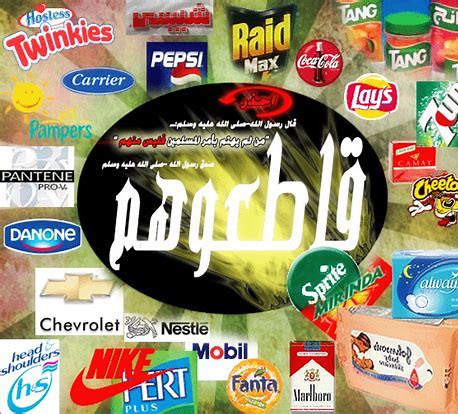 Hostess
Twinkies
شيبسي
PEPSI
Raid
Max
Coca-Cola
TANG
TANG
Carrier
Lay's
7up
Pampers
احذر
قال رسول الله-صلى الله عليه وسلم:ـ
"من لم يهتم بأمر المسلمين فليس منهم"
صدق رسول الله -صلى الله عليه وسلم
قاطعوهم
PANTENE
PRO-V
CAMAY
Cheetos
DANONE
Sprite
MIRINDA
always
Chevrolet
Nestle
Mobil
head &
shoulders
h&s
NIKE
PERT
PLUS
Fanta
Marlboro
Johnson's